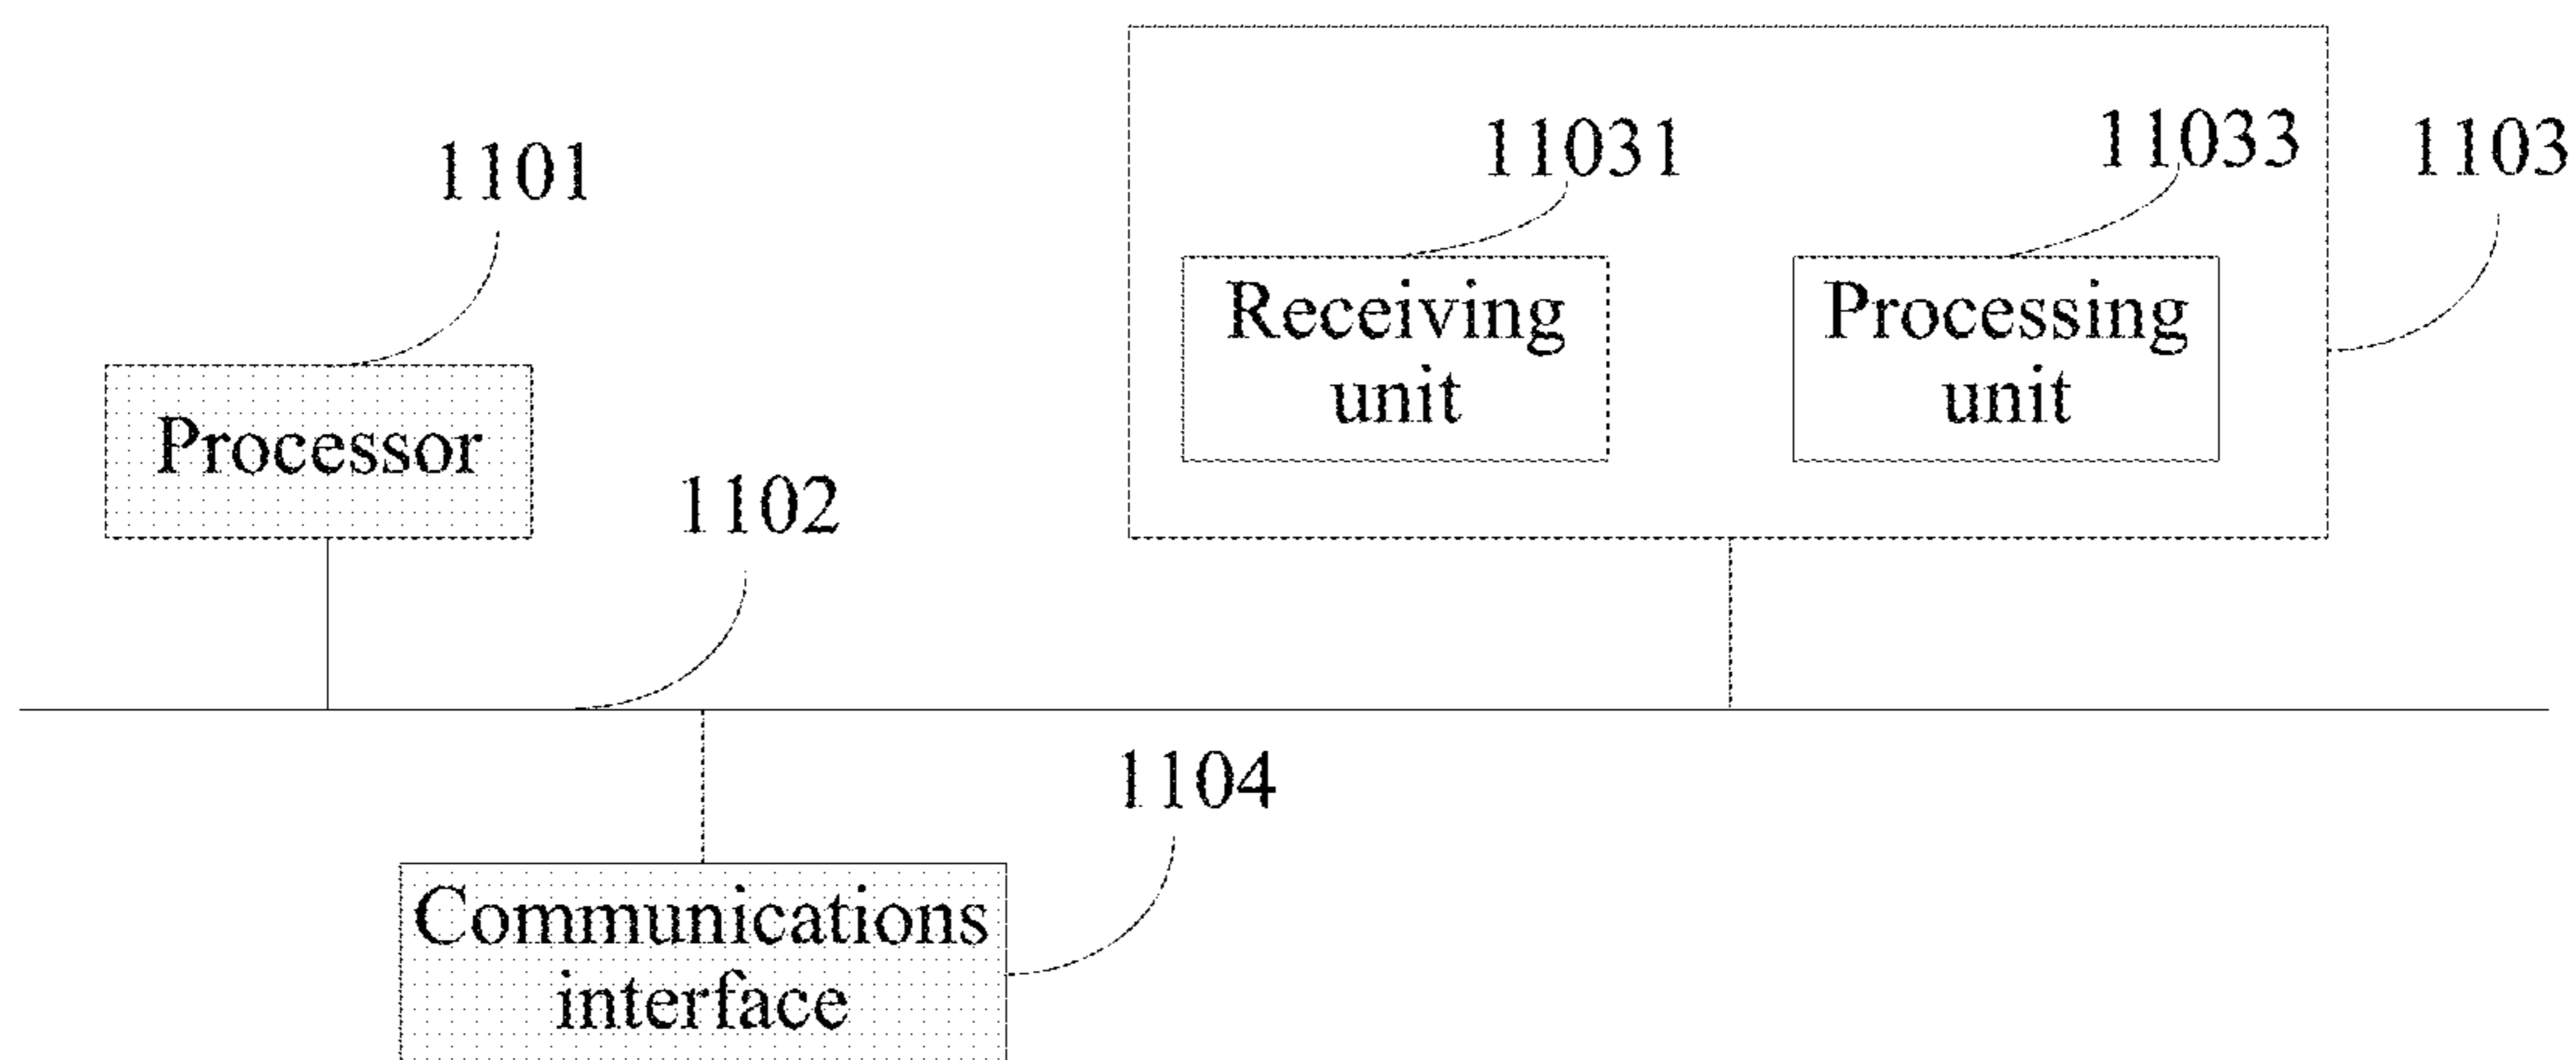 11033
11031
1103
1101
Receiving
unit
Processing
unit
Processor
1102
1104
Communications
interface